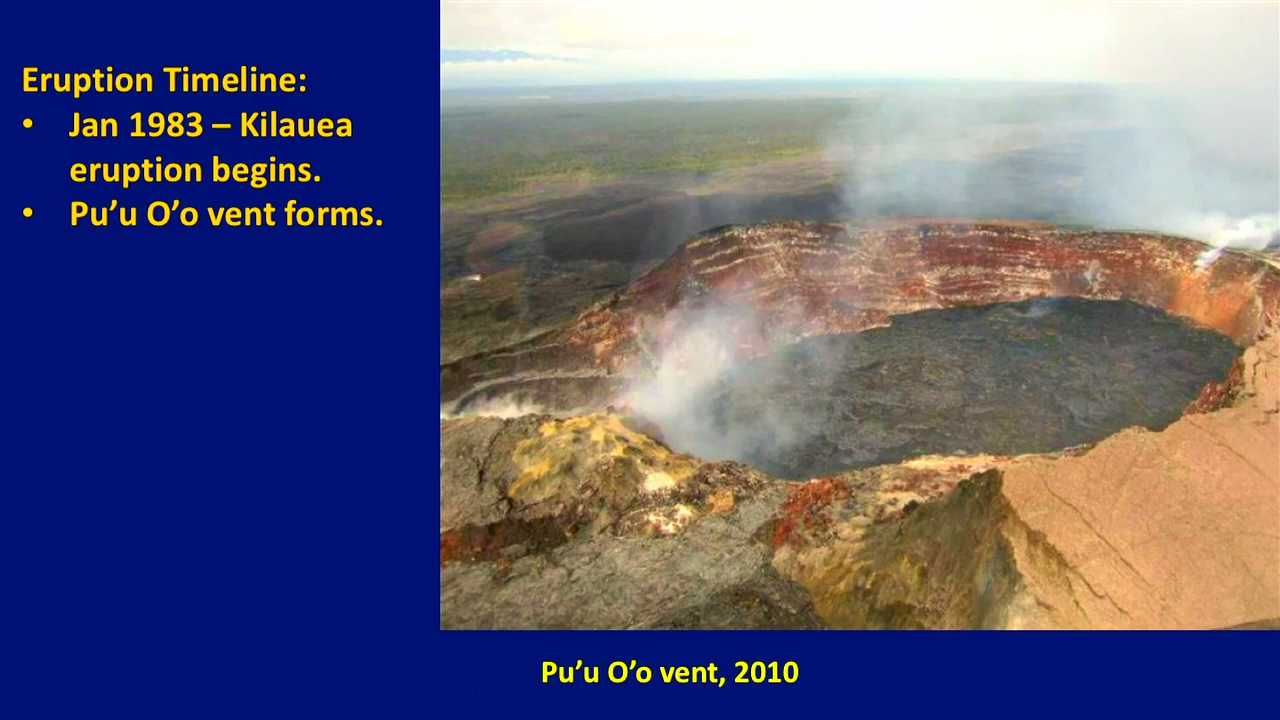 Eruption Timeline:
• Jan 1983 – Kilauea
eruption begins.
• Pu’u O’o vent forms.
Pu’u O’o vent, 2010